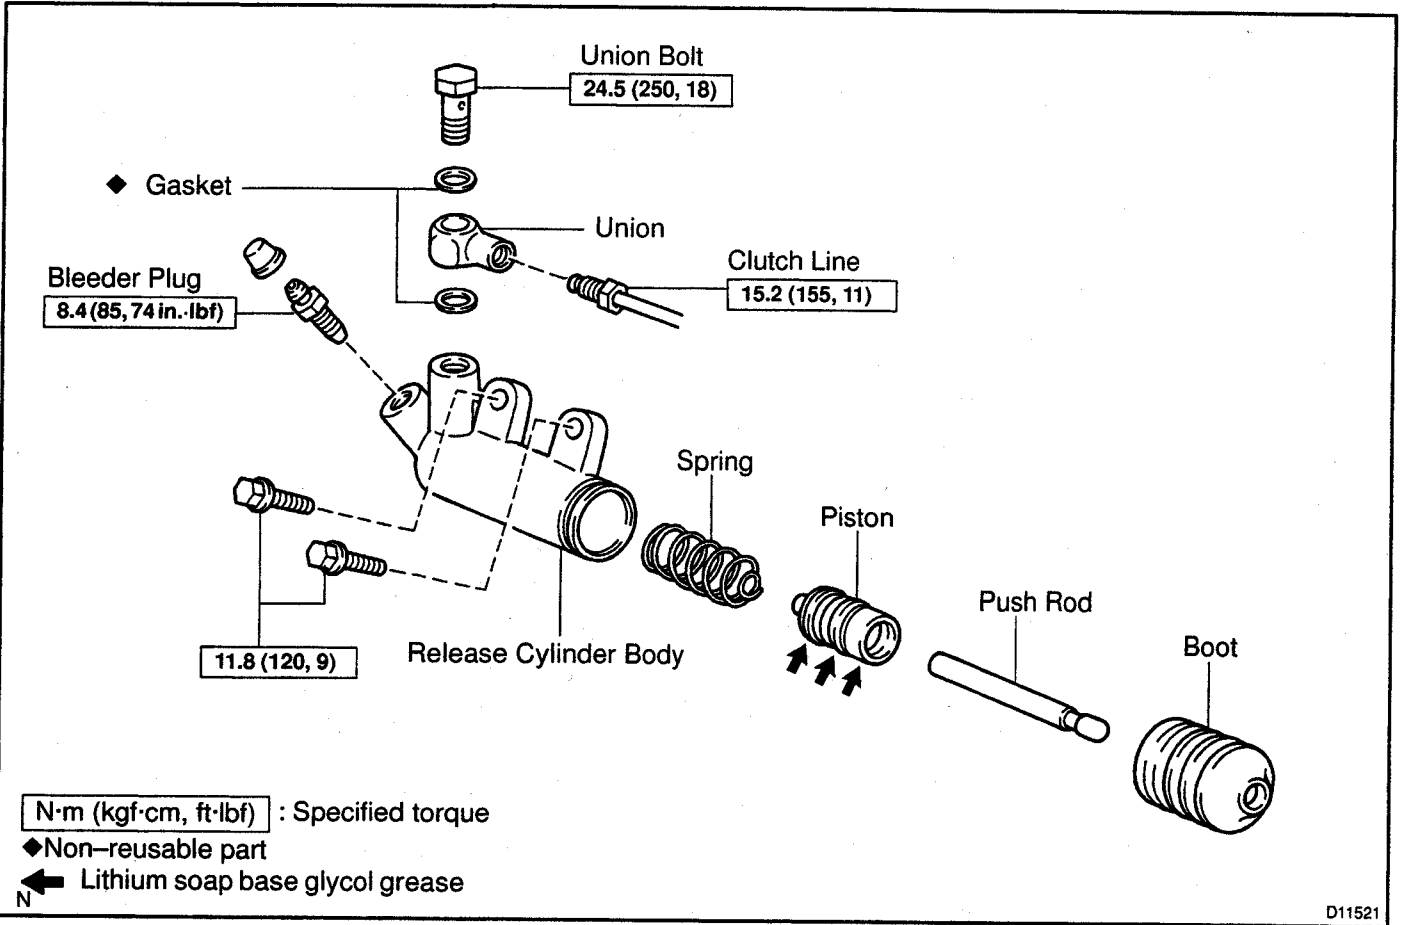 Union Bolt
24.5 (250, 18)
◆ Gasket
Union
Clutch Line
15.2 (155, 11)
Bleeder Plug
8.4 (85, 74 in.·lbf)
Spring
Piston
Push Rod
Boot
Release Cylinder Body
11.8 (120, 9)
N·m (kgf·cm, ft·lbf) : Specified torque
◆Non–reusable part
Lithium soap base glycol grease
N
D11521